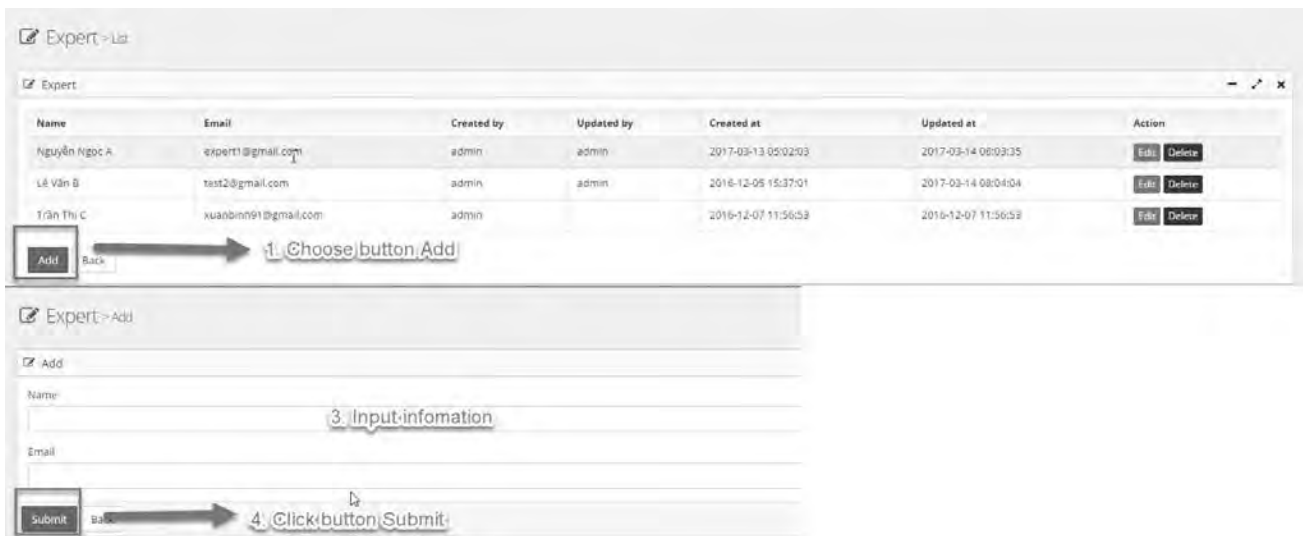 Expert > List
Expert
Name Email Created by Updated by Created at Updated at Action
Nguyễn Ngọc A expert1@gmail.com admin admin 2017-03-13 05:02:03 2017-03-14 08:03:35 Edit Delete
Lê Văn B test2@gmail.com admin admin 2016-12-05 15:37:01 2017-03-14 08:04:04 Edit Delete
Trần Thị C xuanbinh91@gmail.com admin 2016-12-07 11:56:53 2016-12-07 11:56:53 Edit Delete
Add Back
1. Choose button Add
Expert > Add
Add
Name
3. Input infomation
Email
Submit
4. Click button Submit